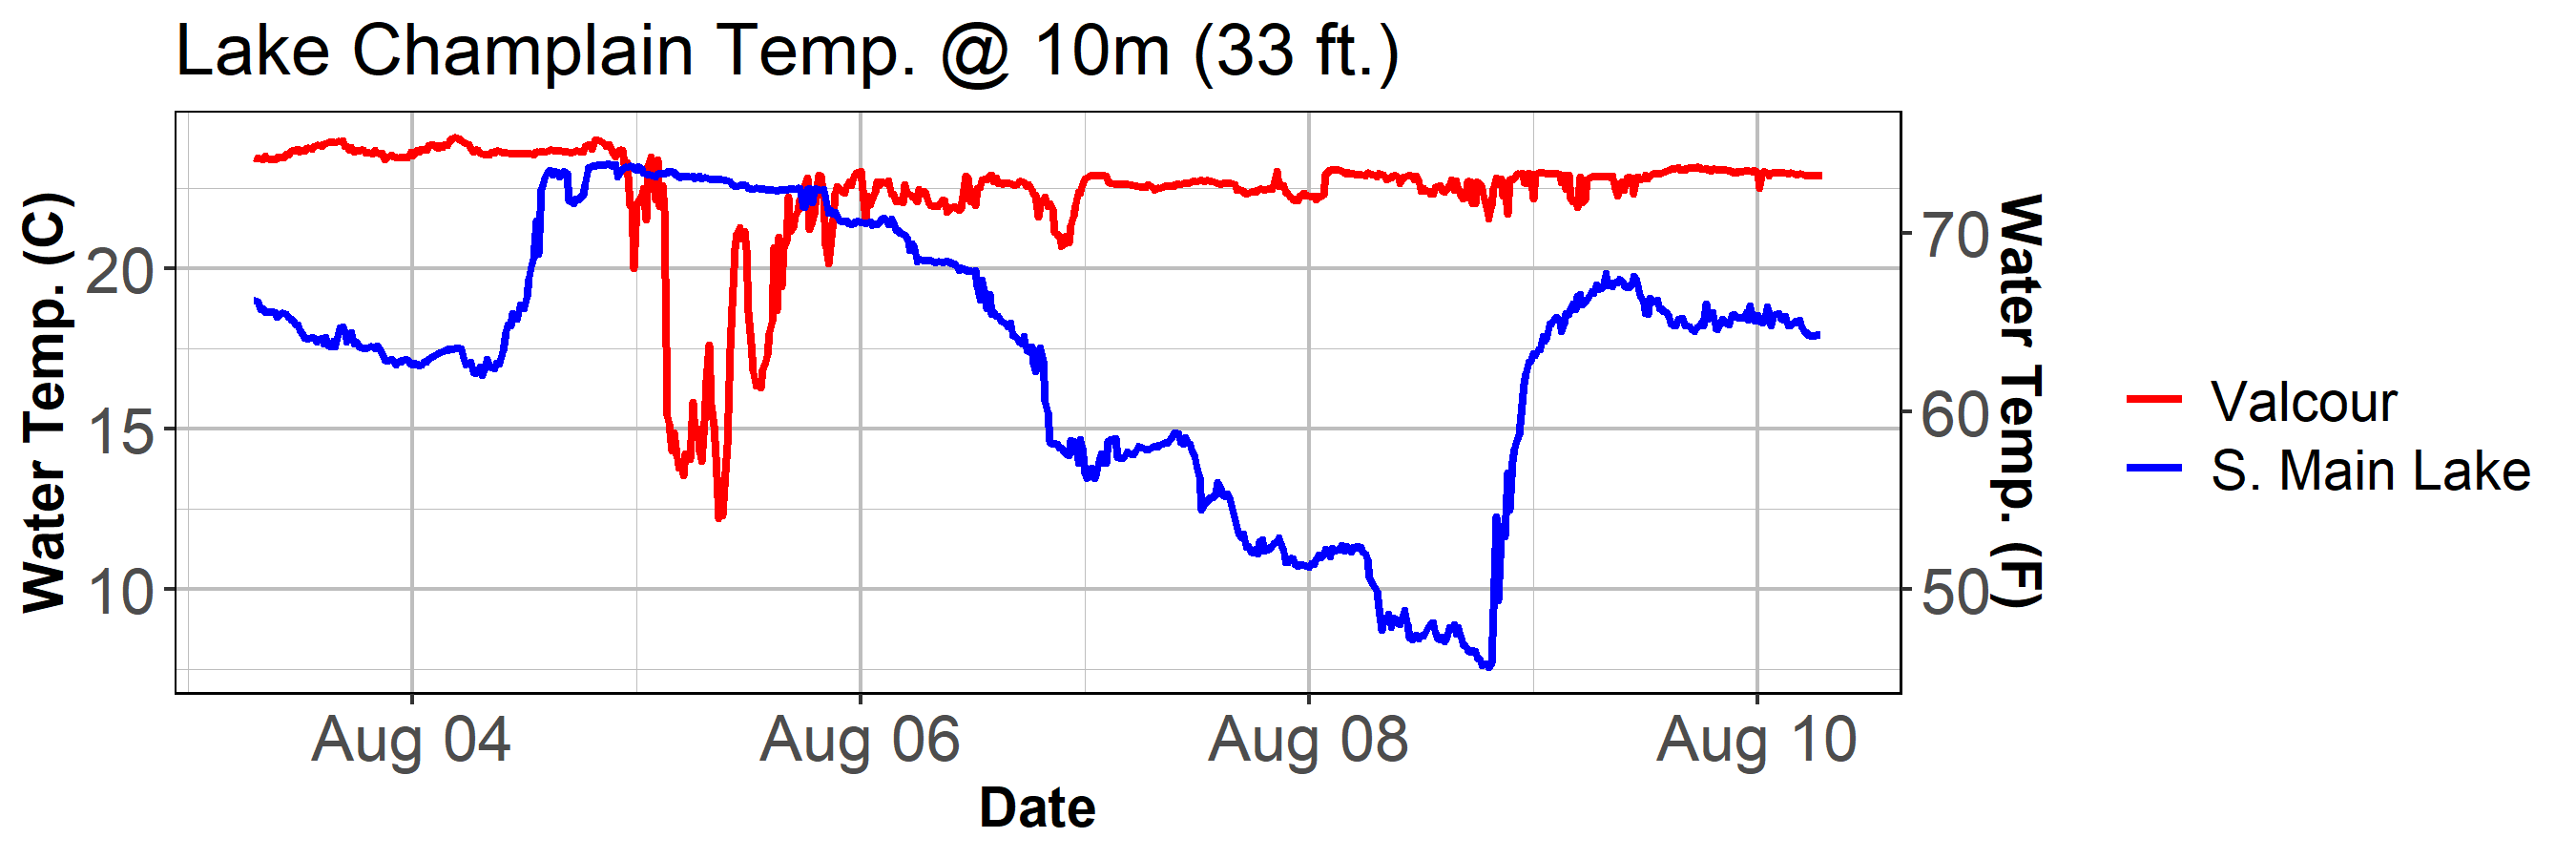 Lake Champlain Temp. @ 10m (33 ft.)
Water Temp. (C)
20
15
10
70
60
50
Water Temp. (F)
Aug 04
Aug 06
Aug 08
Aug 10
Date
Valcour
S. Main Lake